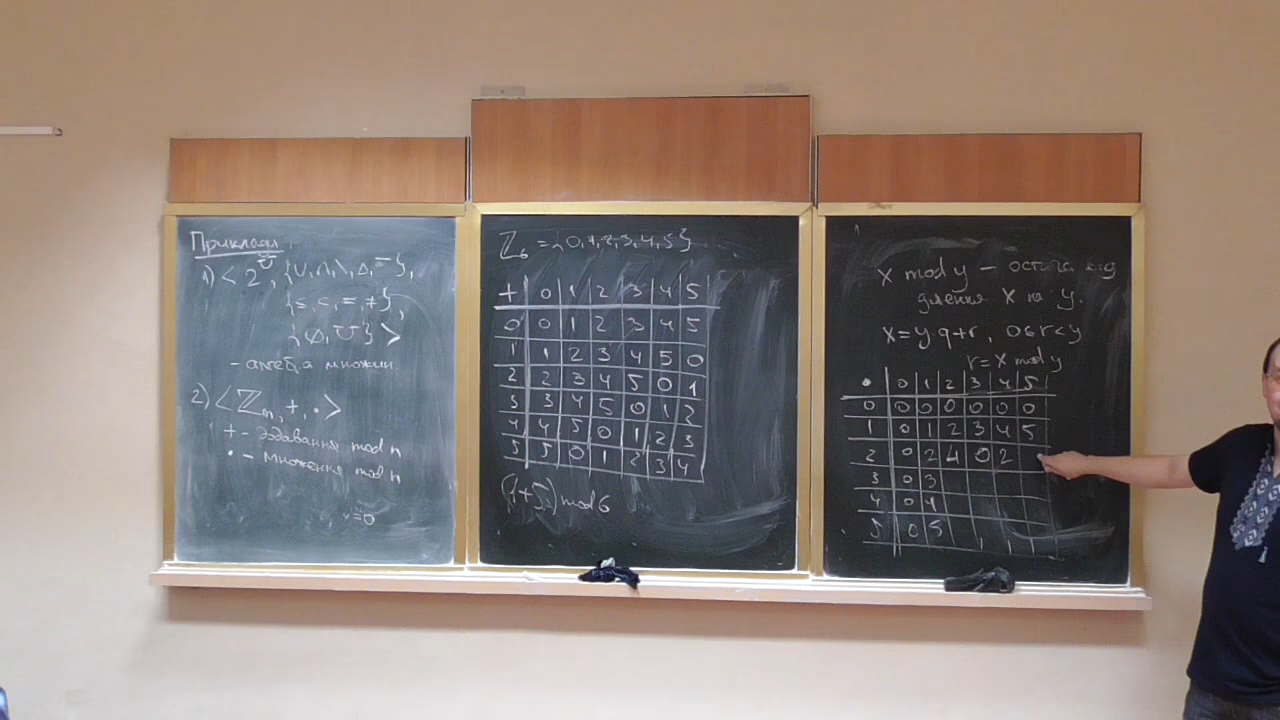 Приклади
1) < 2^U, {∪, ∩, \, Δ, ‾},
{⊆, ⊂, =, ≠},
{∅, U} >
- алгебра множин
2) < ℤₙ, +, · >
+ - додавання mod n
· - множення mod n
=0
ℤ₆ = {0,1,2,3,4,5}
+ 0 1 2 3 4 5
0 0 1 2 3 4 5
1 1 2 3 4 5 0
2 2 3 4 5 0 1
3 3 4 5 0 1 2
4 4 5 0 1 2 3
5 5 0 1 2 3 4
(1+5) mod 6
x mod y – остача від
ділення x на y.
x = y·q+r, 0≤r<y
r = x mod y
· 0 1 2 3 4 5
0 0 0 0 0 0 0
1 0 1 2 3 4 5
2 0 2 4 0 2
3 0 3
4 0 4
5 0 5